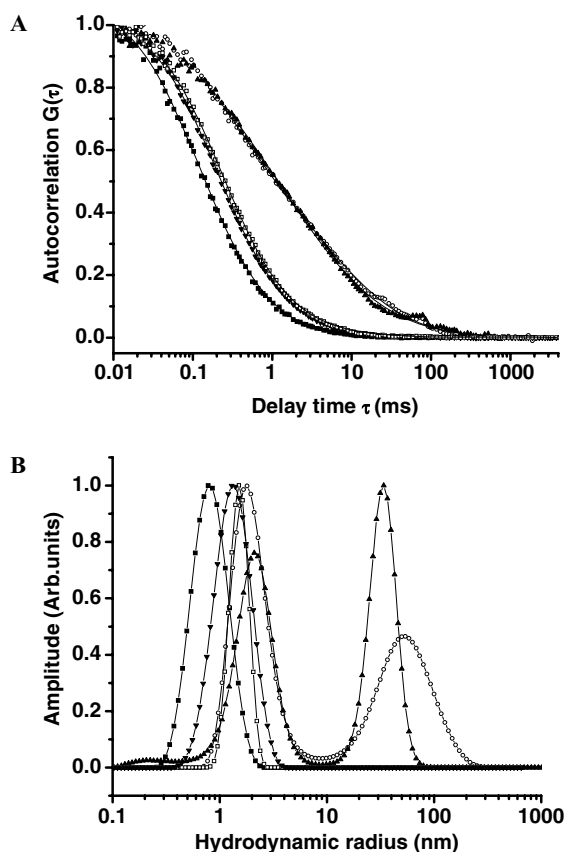 A
1.0
0.8
0.6
0.4
0.2
0.0
Autocorrelation G(τ)
0.01 0.1 1 10 100 1000
Delay time τ (ms)
B
1.0
0.8
0.6
0.4
0.2
0.0
Amplitude (Arb.units)
0.1 1 10 100 1000
Hydrodynamic radius (nm)